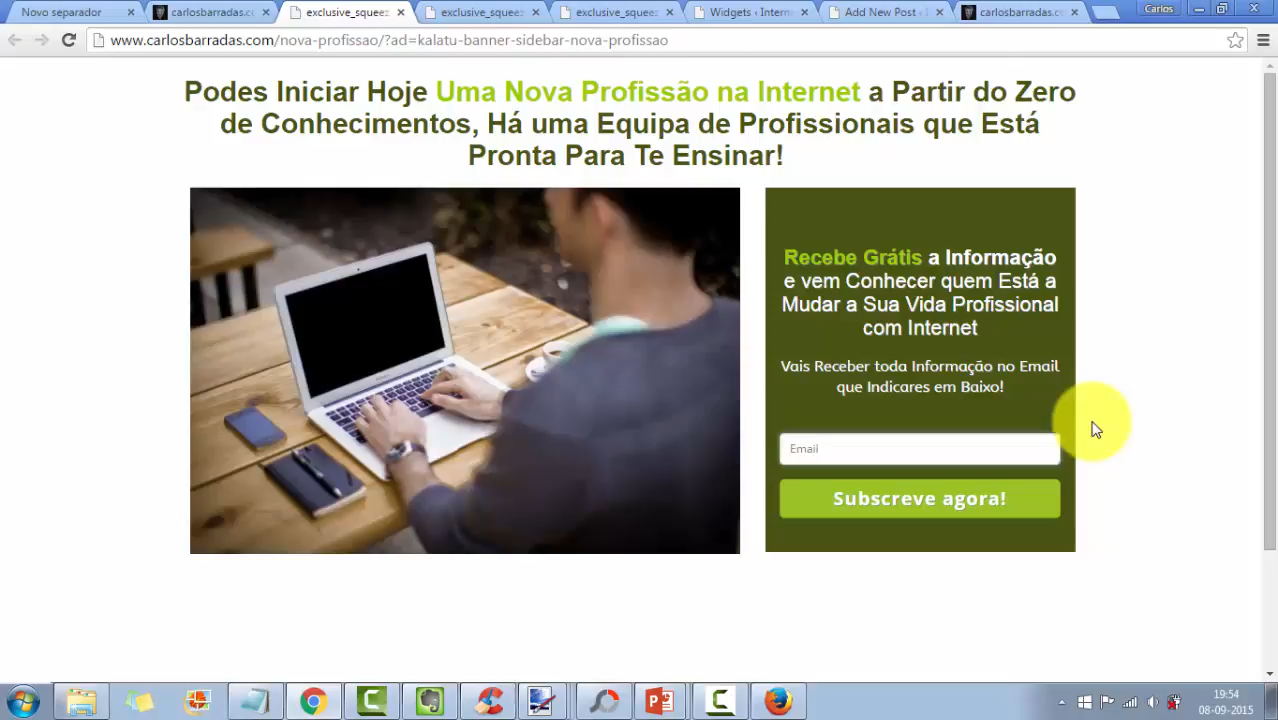 Novo separador
carlosbarradas.co
exclusive_squeez
exclusive_squeez
exclusive_squeez
Widgets ‹ Interne
Add New Post ‹ I
carlosbarradas.co
Carlos
www.carlosbarradas.com/nova-profissao/?ad=kalatu-banner-sidebar-nova-profissao
Podes Iniciar Hoje Uma Nova Profissão na Internet a Partir do Zero
de Conhecimentos, Há uma Equipa de Profissionais que Está
Pronta Para Te Ensinar!
Recebe Grátis a Informação
e vem Conhecer quem Está a
Mudar a Sua Vida Profissional
com Internet
Vais Receber toda Informação no Email
que Indicares em Baixo!
Email
Subscreve agora!
19:54
08-09-2015